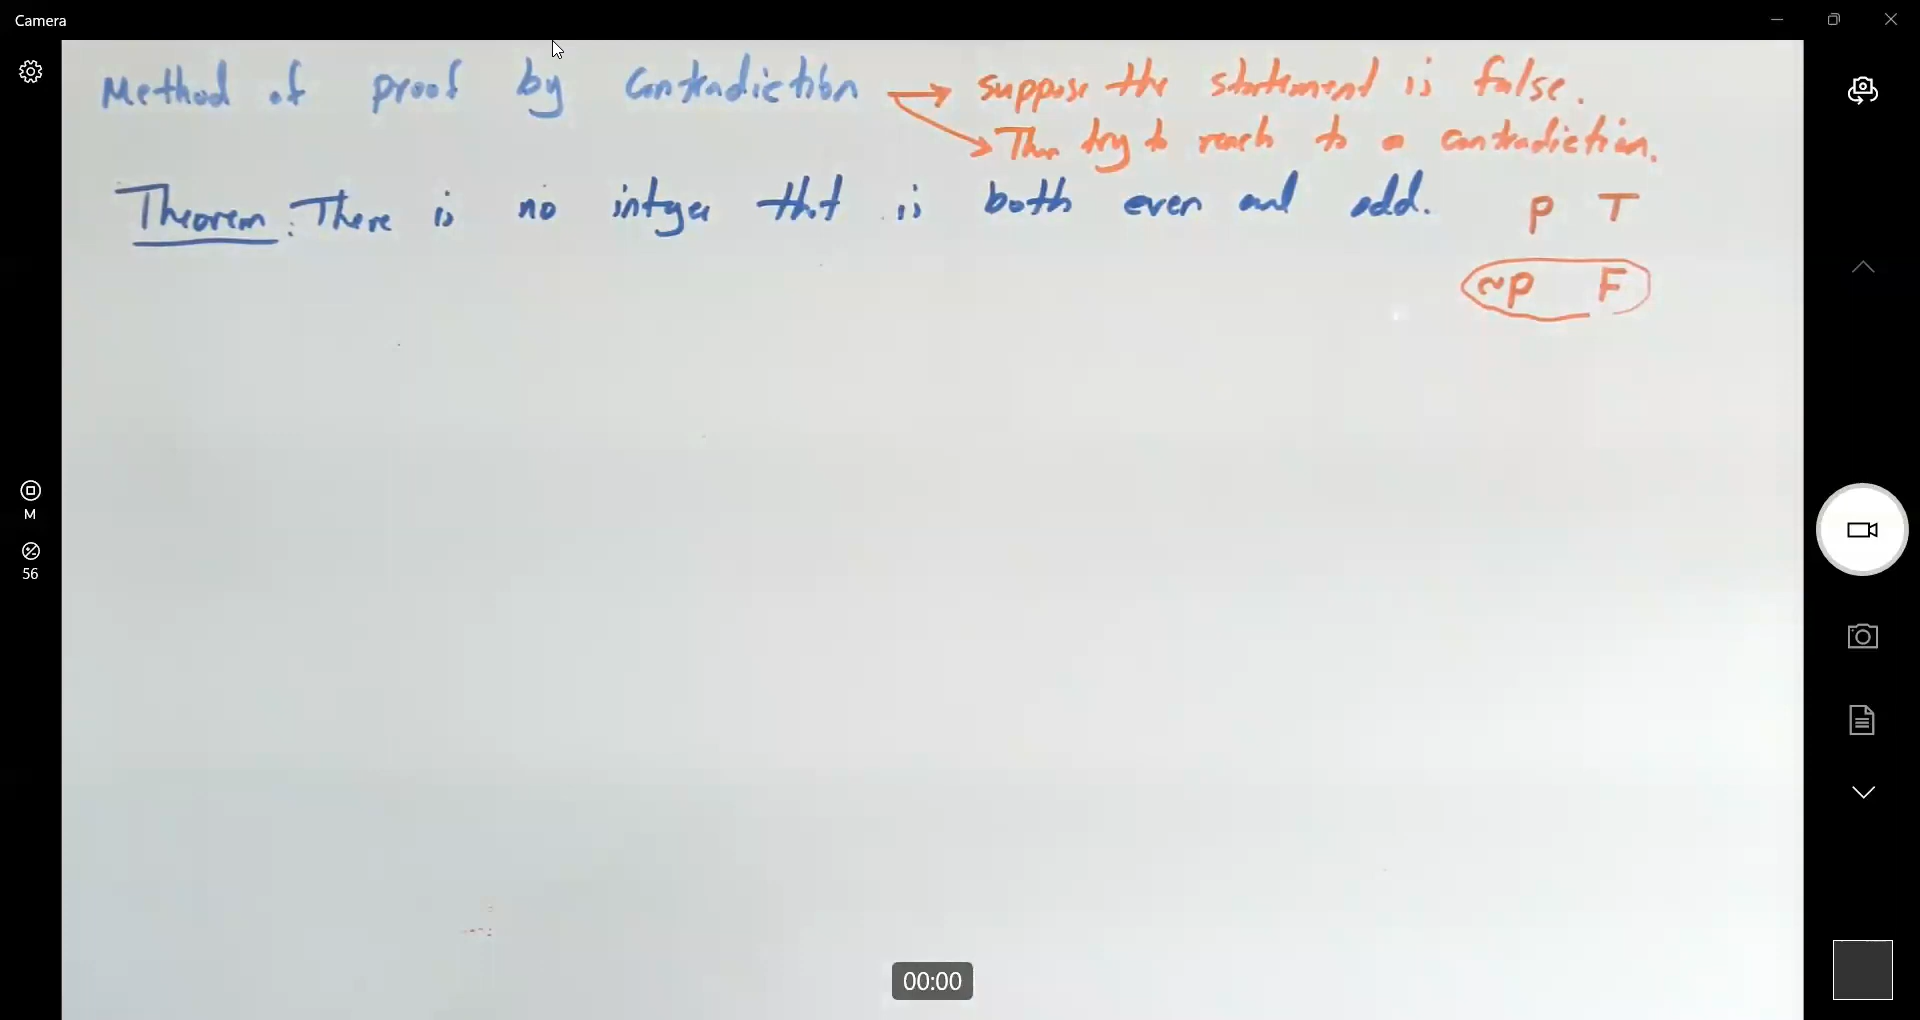 Camera
Method of proof by Contradiction → suppose the statement is false.
Then try to reach to a contradiction.
Theorem: There is no integer that is both even and odd. P T
~P F
M
56
00:00